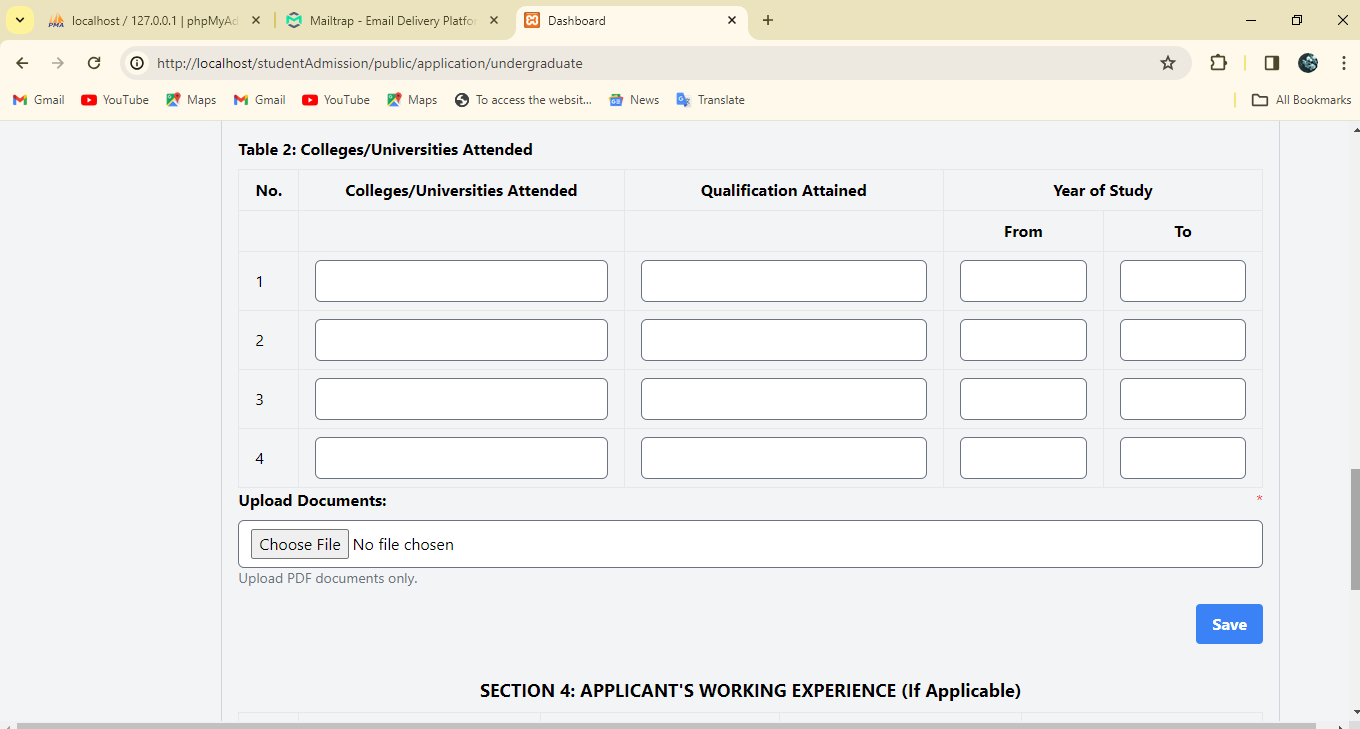 localhost / 127.0.0.1 | phpMyAd
Mailtrap - Email Delivery Platfo
Dashboard
http://localhost/studentAdmission/public/application/undergraduate
Gmail
YouTube
Maps
Gmail
YouTube
Maps
To access the websit...
News
Translate
All Bookmarks
Table 2: Colleges/Universities Attended
No. Colleges/Universities Attended Qualification Attained Year of Study
From To
1
2
3
4
Upload Documents: *
Choose File No file chosen
Upload PDF documents only.
Save
SECTION 4: APPLICANT'S WORKING EXPERIENCE (If Applicable)